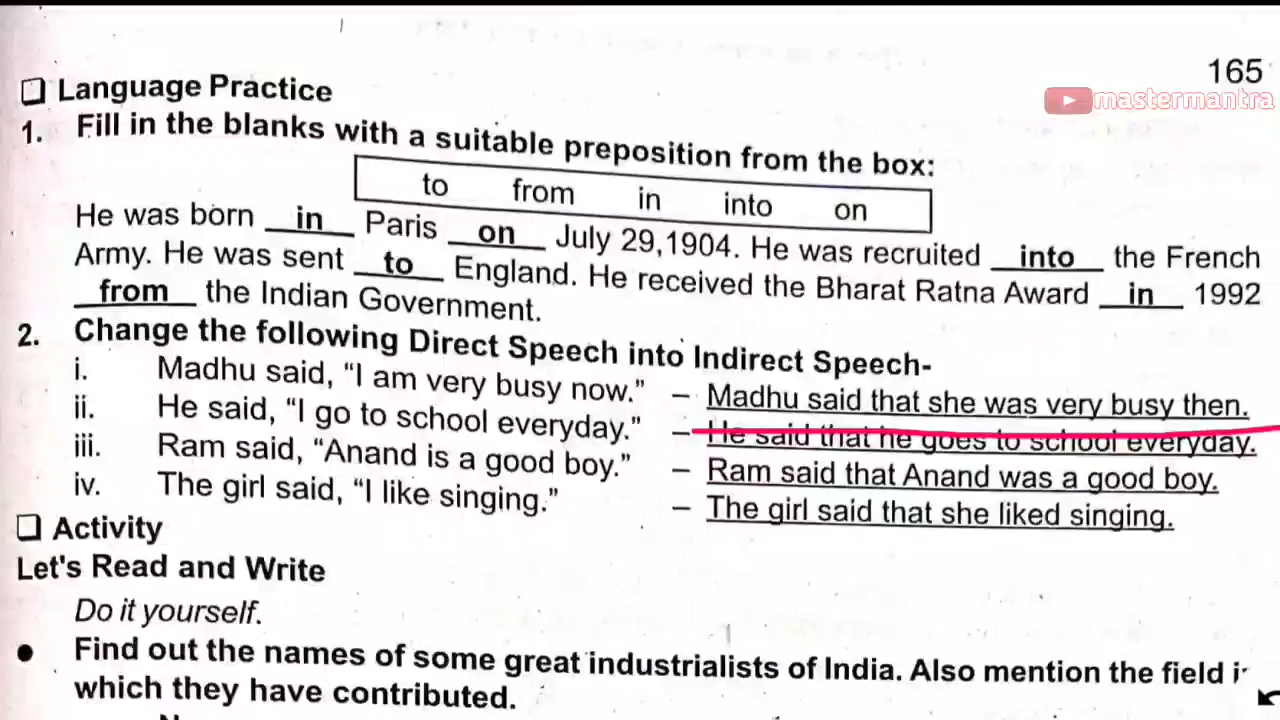 165
mastermantra
❑ Language Practice
1. Fill in the blanks with a suitable preposition from the box:
to from in into on
He was born in Paris on July 29,1904. He was recruited into the French
Army. He was sent to England. He received the Bharat Ratna Award in 1992
from the Indian Government.
2. Change the following Direct Speech into Indirect Speech-
i. Madhu said, “I am very busy now.” – Madhu said that she was very busy then.
ii. He said, “I go to school everyday.” – He said that he goes to school everyday.
iii. Ram said, “Anand is a good boy.” – Ram said that Anand was a good boy.
iv. The girl said, “I like singing.” – The girl said that she liked singing.
❑ Activity
Let's Read and Write
Do it yourself.
● Find out the names of some great industrialists of India. Also mention the field
which they have contributed.